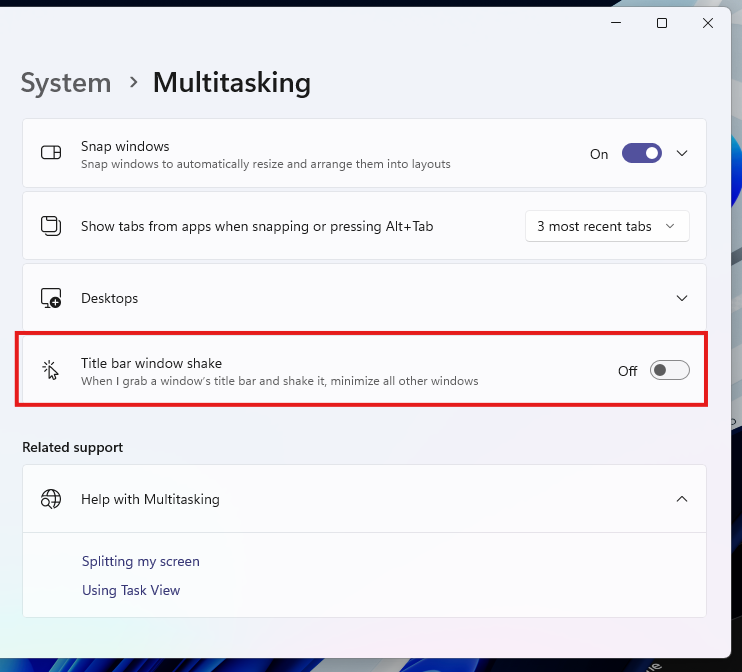 System > Multitasking
Snap windows
Snap windows to automatically resize and arrange them into layouts
On
Show tabs from apps when snapping or pressing Alt+Tab
3 most recent tabs
Desktops
Title bar window shake
When I grab a window's title bar and shake it, minimize all other windows
Off
Related support
Help with Multitasking
Splitting my screen
Using Task View